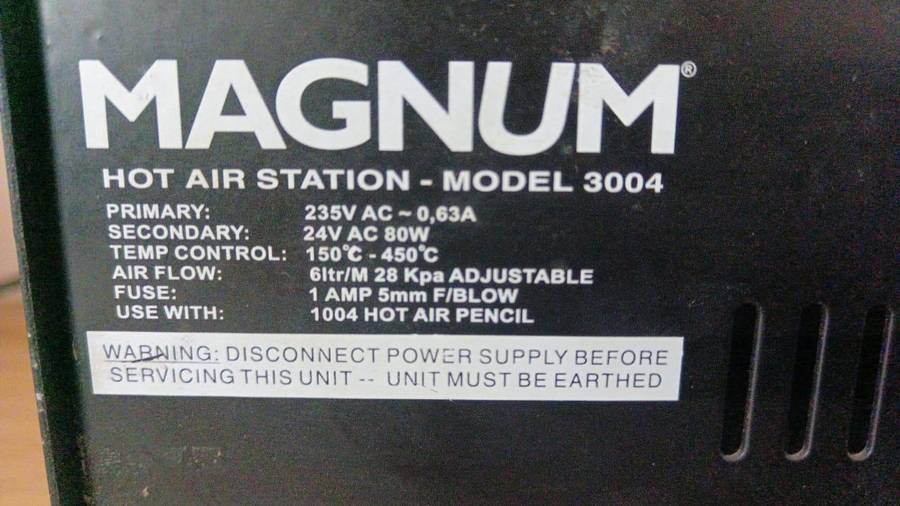 MAGNUM®
HOT AIR STATION - MODEL 3004
PRIMARY: 235V AC ~ 0,63A
SECONDARY: 24V AC 80W
TEMP CONTROL: 150℃ - 450℃
AIR FLOW: 6ltr/M 28 Kpa ADJUSTABLE
FUSE: 1 AMP 5mm F/BLOW
USE WITH: 1004 HOT AIR PENCIL
WARNING: DISCONNECT POWER SUPPLY BEFORE
SERVICING THIS UNIT -- UNIT MUST BE EARTHED